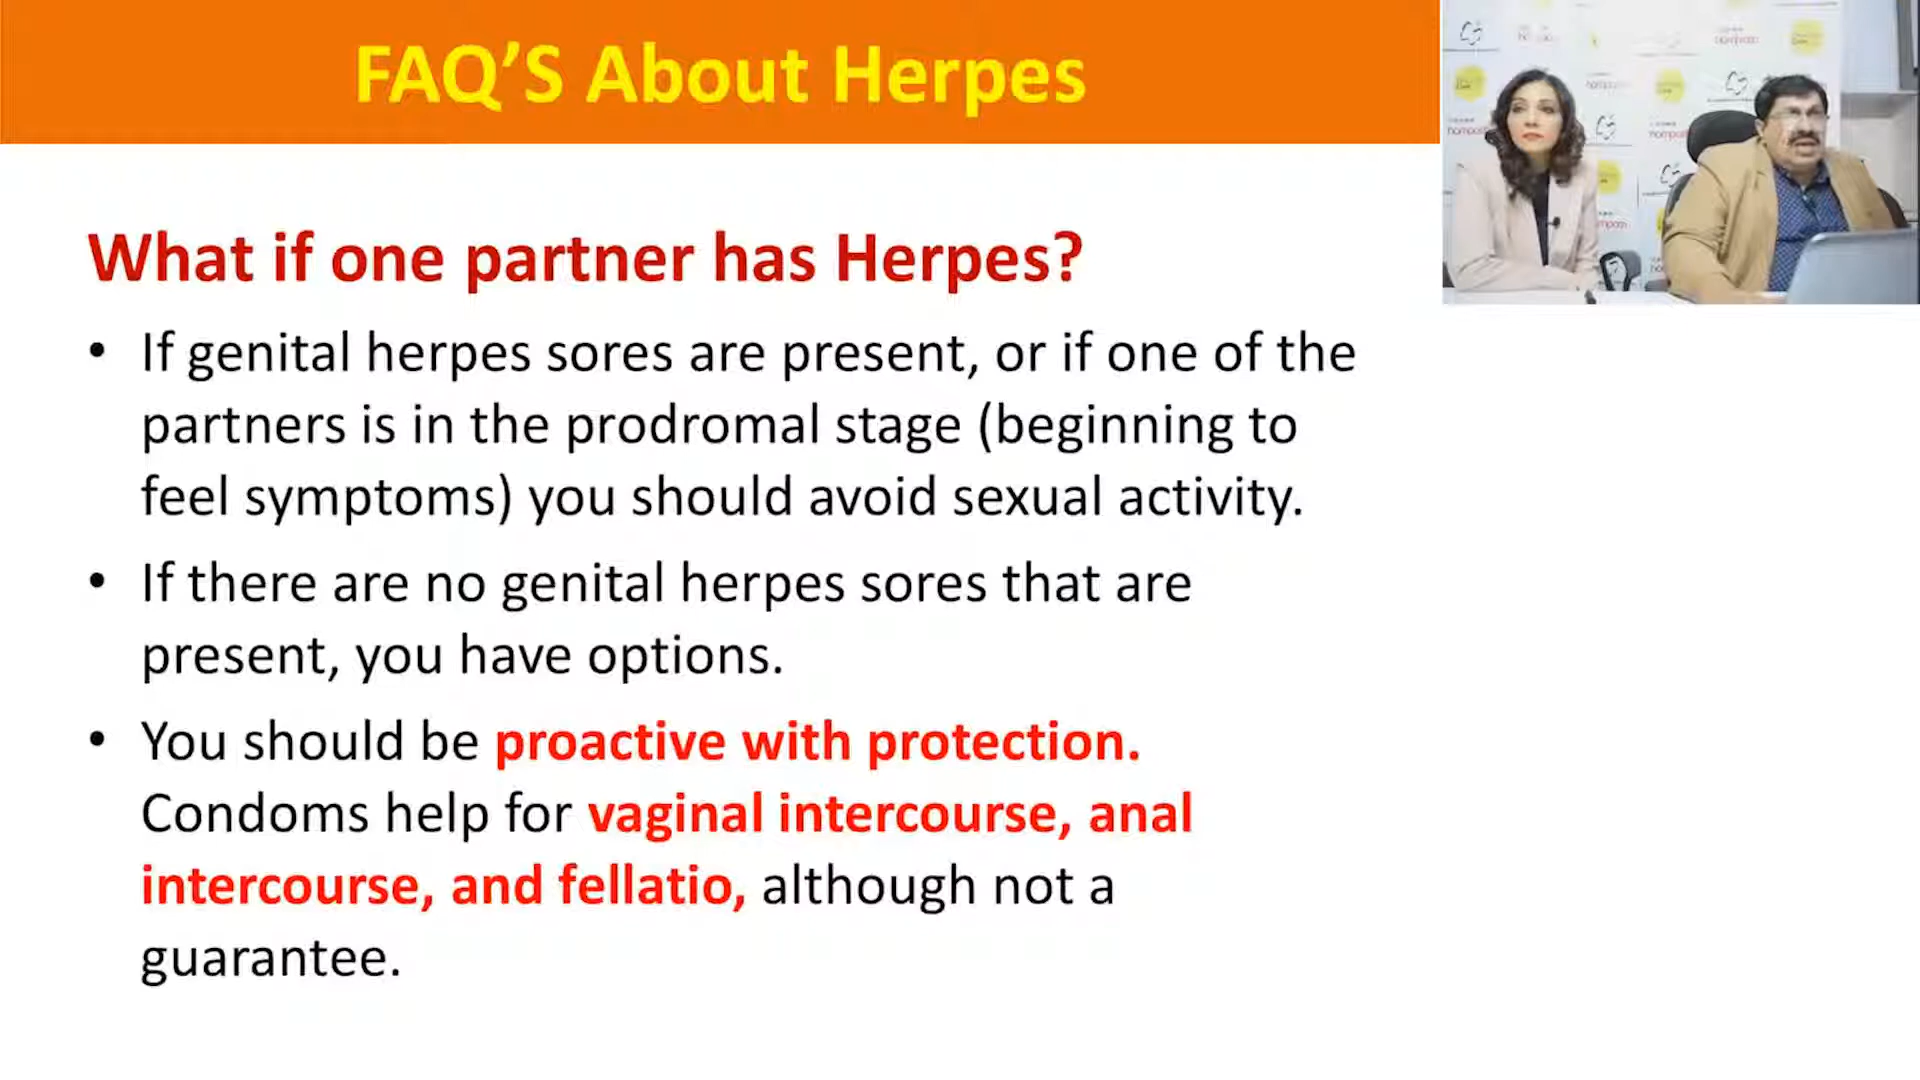 FAQ’S About Herpes
What if one partner has Herpes?
• If genital herpes sores are present, or if one of the
partners is in the prodromal stage (beginning to
feel symptoms) you should avoid sexual activity.
• If there are no genital herpes sores that are
present, you have options.
• You should be proactive with protection.
Condoms help for vaginal intercourse, anal
intercourse, and fellatio, although not a
guarantee.